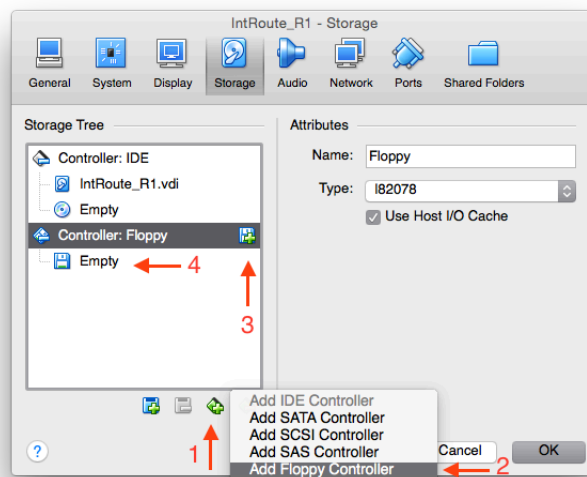 IntRoute_R1 - Storage
General System Display Storage Audio Network Ports Shared Folders
Storage Tree
Attributes
Controller: IDE
Name: Floppy
IntRoute_R1.vdi
Type: I82078
Empty
Use Host I/O Cache
Controller: Floppy
Empty
4
3
Add IDE Controller
Add SATA Controller
Add SCSI Controller
Add SAS Controller
Add Floppy Controller
1
2
?
Cancel
OK